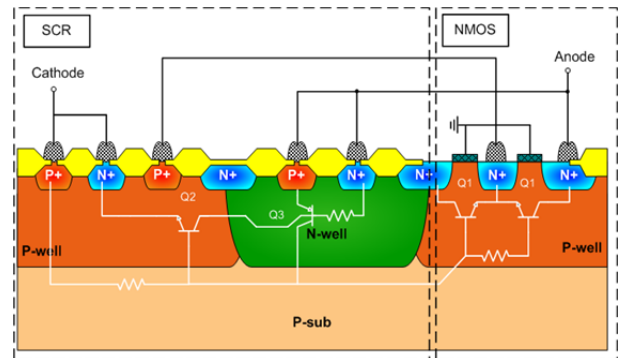 SCR
NMOS
Cathode
Anode
P+ N+ P+ N+ P+ N+ N+ N+ N+
Q2 Q3 Q1 Q1
P-well N-well P-well
P-sub